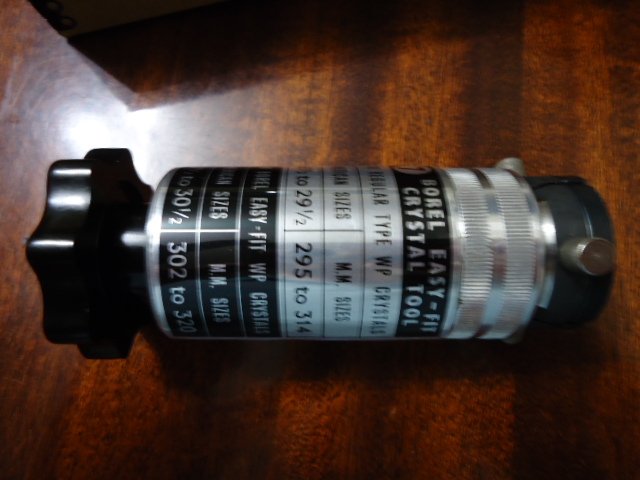 BOREL EASY-FIT
CRYSTAL TOOL
REGULAR TYPE WP CRYSTALS
SIZES M.M. SIZES
to 29½ 295 to 314
EASY-FIT WP CRYSTALS
SIZES M.M. SIZES
to 30½ 302 to 320